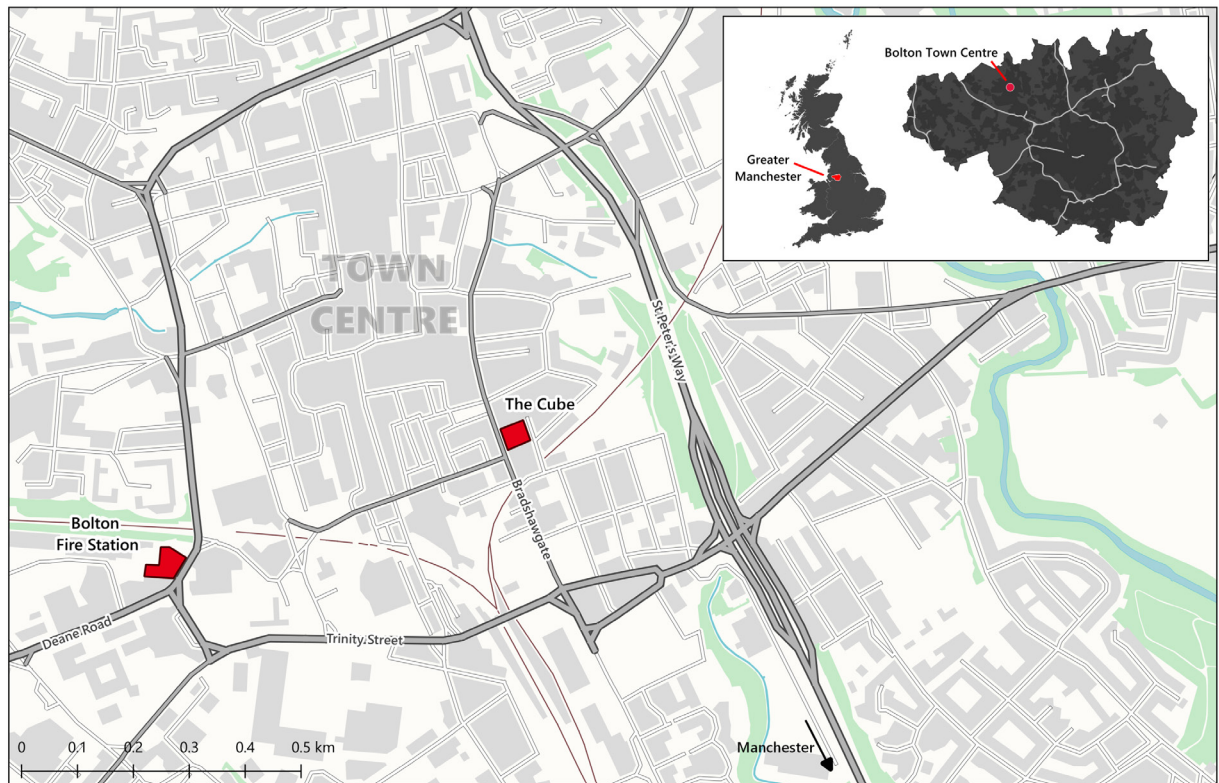 Bolton Town Centre
Greater
Manchester
TOWN
CENTRE
St Peter's Way
The Cube
Bradshawgate
Bolton
Fire Station
Deane Road
Trinity Street
0 0.1 0.2 0.3 0.4 0.5 km
Manchester